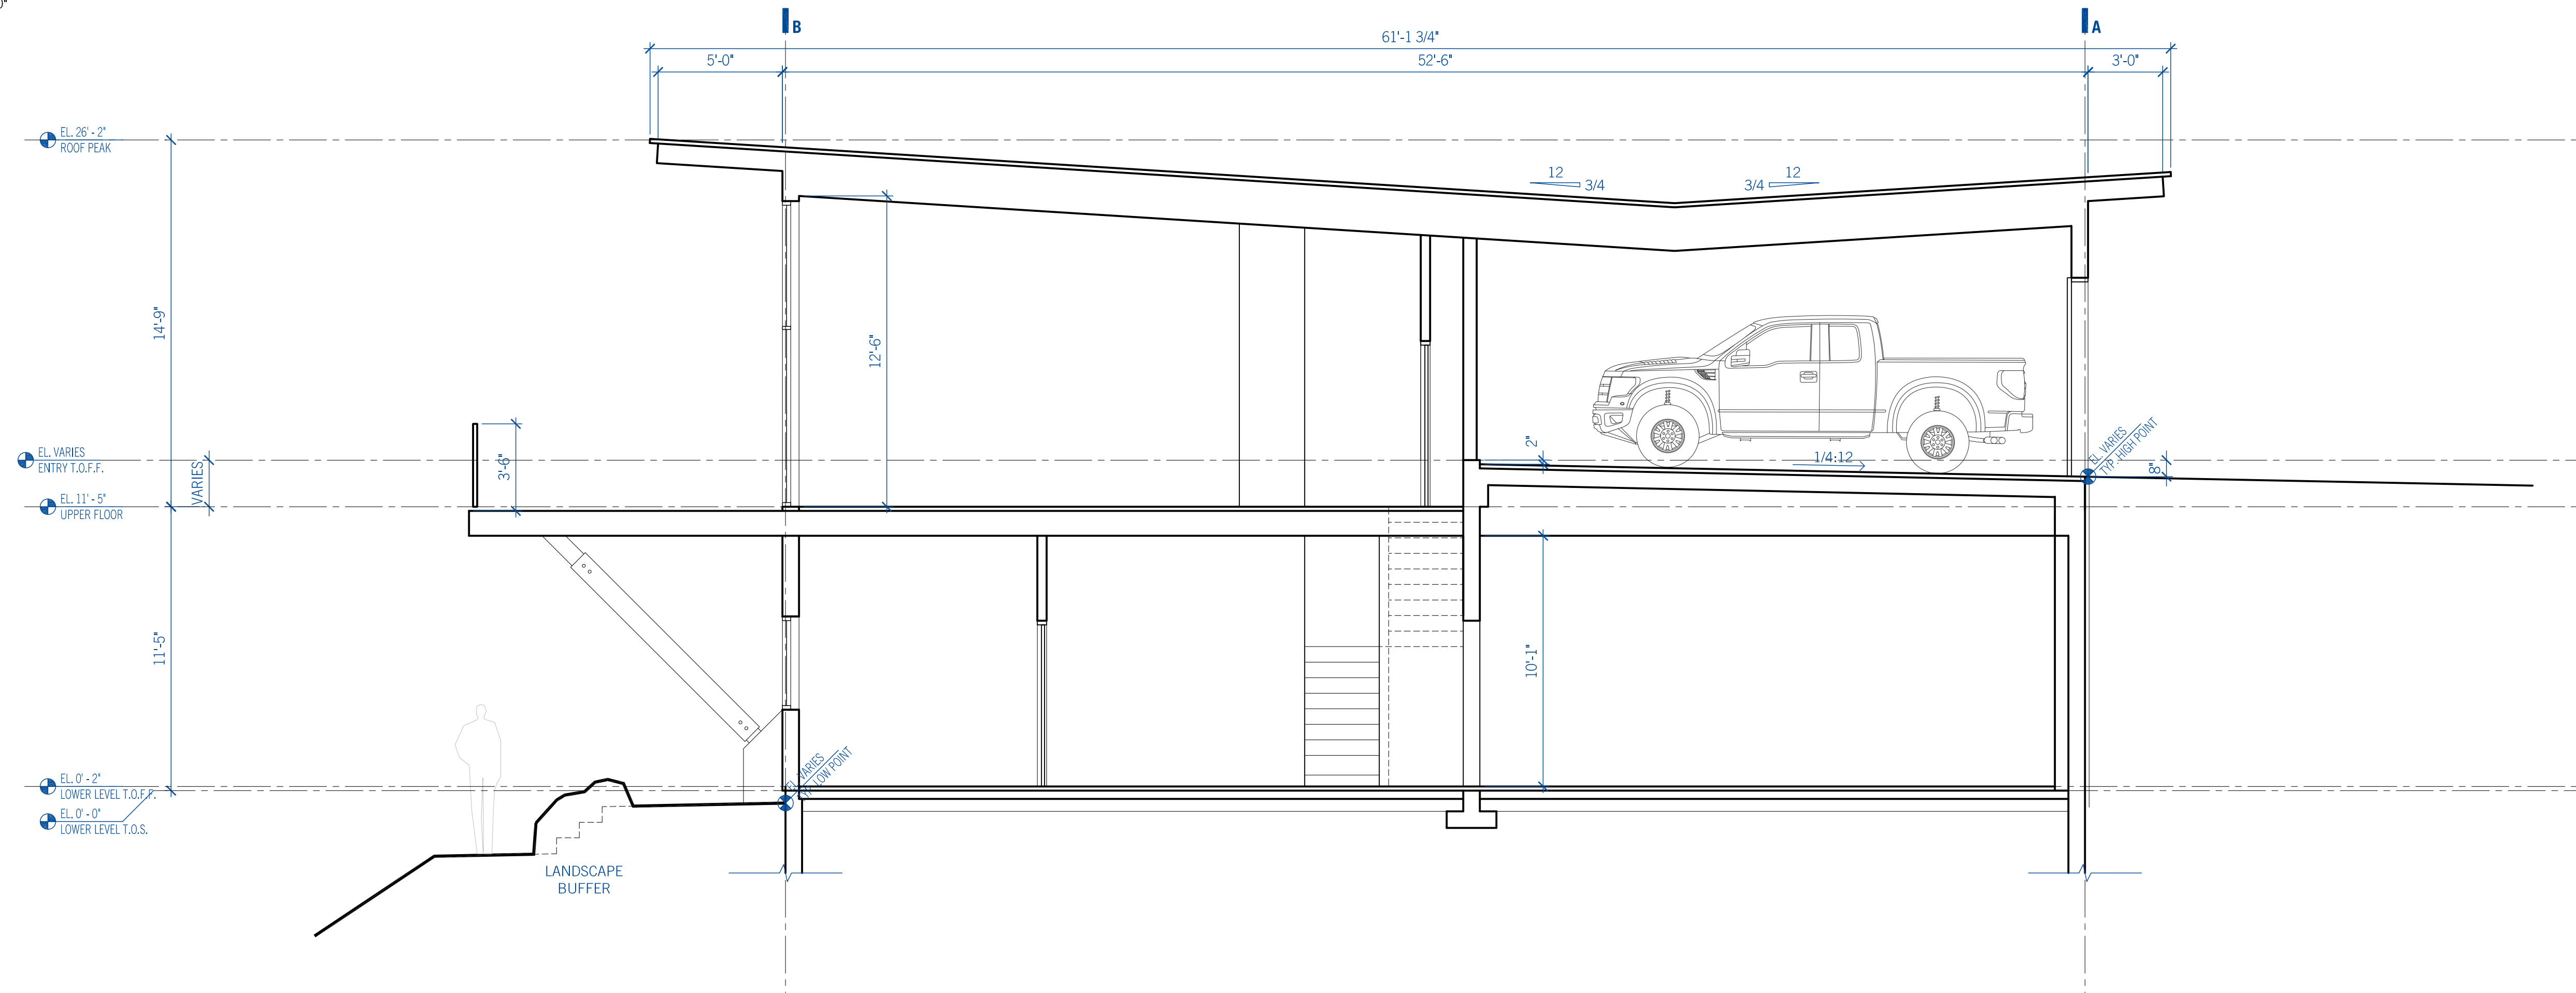 0"
B
A
61'-1 3/4"
5'-0"
52'-6"
3'-0"
EL. 26' - 2"
ROOF PEAK
12
3/4
12
3/4
14'-9"
12'-6"
3'-6"
2"
EL. VARIES
TYP. HIGH POINT
EL. VARIES
ENTRY T.O.F.F.
VARIES
1/4:12
8"
EL. 11' - 5"
UPPER FLOOR
11'-5"
10'-1"
EL. VARIES
TYP. LOW POINT
EL. 0' - 2"
LOWER LEVEL T.O.F.F.
EL. 0' - 0"
LOWER LEVEL T.O.S.
LANDSCAPE
BUFFER